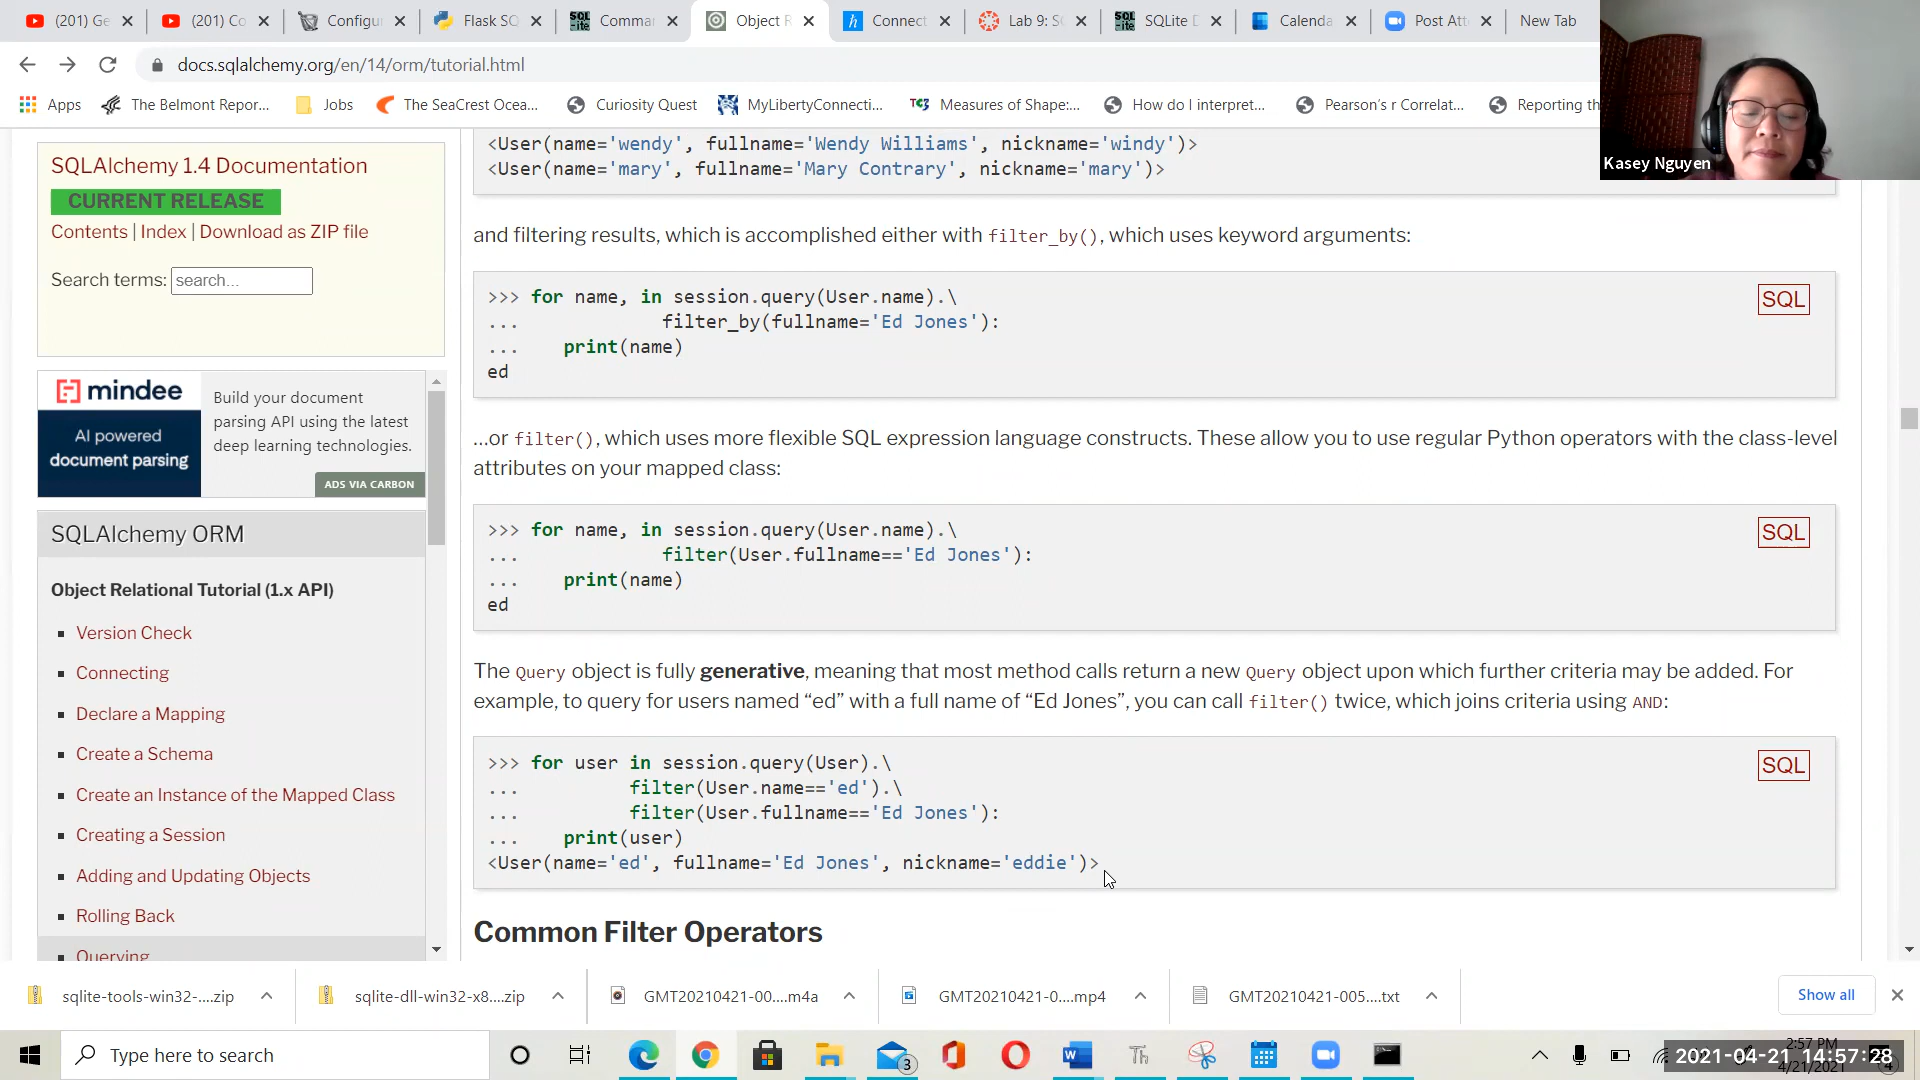 (201) Ge
(201) Co
Configu
Flask SQ
Comma
Object R
Connect
Lab 9: S
SQLite D
Calenda
Post Att
New Tab
docs.sqlalchemy.org/en/14/orm/tutorial.html
Apps
The Belmont Repor...
Jobs
The SeaCrest Ocea...
Curiosity Quest
MyLibertyConnecti...
Measures of Shape:...
How do I interpret...
Pearson's r Correlat...
Reporting th
Kasey Nguyen
SQLAlchemy 1.4 Documentation
CURRENT RELEASE
Contents | Index | Download as ZIP file
Search terms: search...
mindee
AI powered
document parsing
Build your document
parsing API using the latest
deep learning technologies.
ADS VIA CARBON
SQLAlchemy ORM
Object Relational Tutorial (1.x API)
Version Check
Connecting
Declare a Mapping
Create a Schema
Create an Instance of the Mapped Class
Creating a Session
Adding and Updating Objects
Rolling Back
Querying
<User(name='wendy', fullname='Wendy Williams', nickname='windy')>
<User(name='mary', fullname='Mary Contrary', nickname='mary')>
and filtering results, which is accomplished either with filter_by(), which uses keyword arguments:
>>> for name, in session.query(User.name).\
... filter_by(fullname='Ed Jones'):
... print(name)
ed
SQL
…or filter(), which uses more flexible SQL expression language constructs. These allow you to use regular Python operators with the class-level
attributes on your mapped class:
>>> for name, in session.query(User.name).\
... filter(User.fullname=='Ed Jones'):
... print(name)
ed
SQL
The Query object is fully generative, meaning that most method calls return a new Query object upon which further criteria may be added. For
example, to query for users named “ed” with a full name of “Ed Jones”, you can call filter() twice, which joins criteria using AND:
>>> for user in session.query(User).\
... filter(User.name=='ed').\
... filter(User.fullname=='Ed Jones'):
... print(user)
<User(name='ed', fullname='Ed Jones', nickname='eddie')>
SQL
Common Filter Operators
sqlite-tools-win32-....zip
sqlite-dll-win32-x8....zip
GMT20210421-00....m4a
GMT20210421-0....mp4
GMT20210421-005....txt
Show all
Type here to search
3
2:57 PM
2021-04-21 14:57:28
4/21/2021